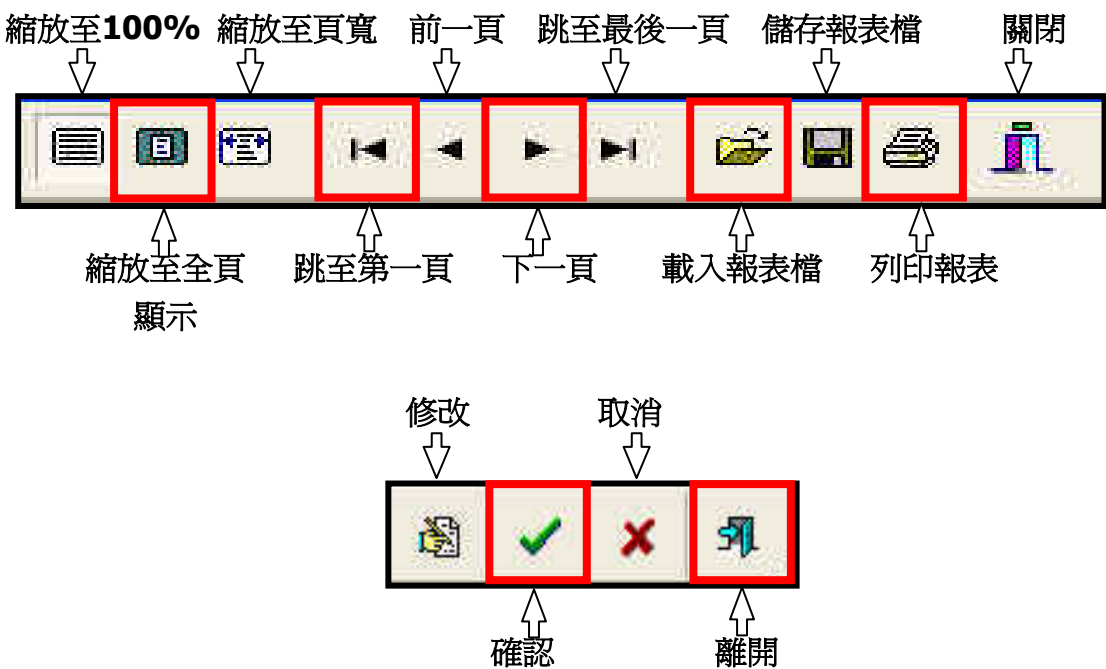 縮放至100% 縮放至頁寬 前一頁 跳至最後一頁 儲存報表檔 關閉
縮放至全頁 跳至第一頁 下一頁 載入報表檔 列印報表
顯示
修改 取消
確認 離開